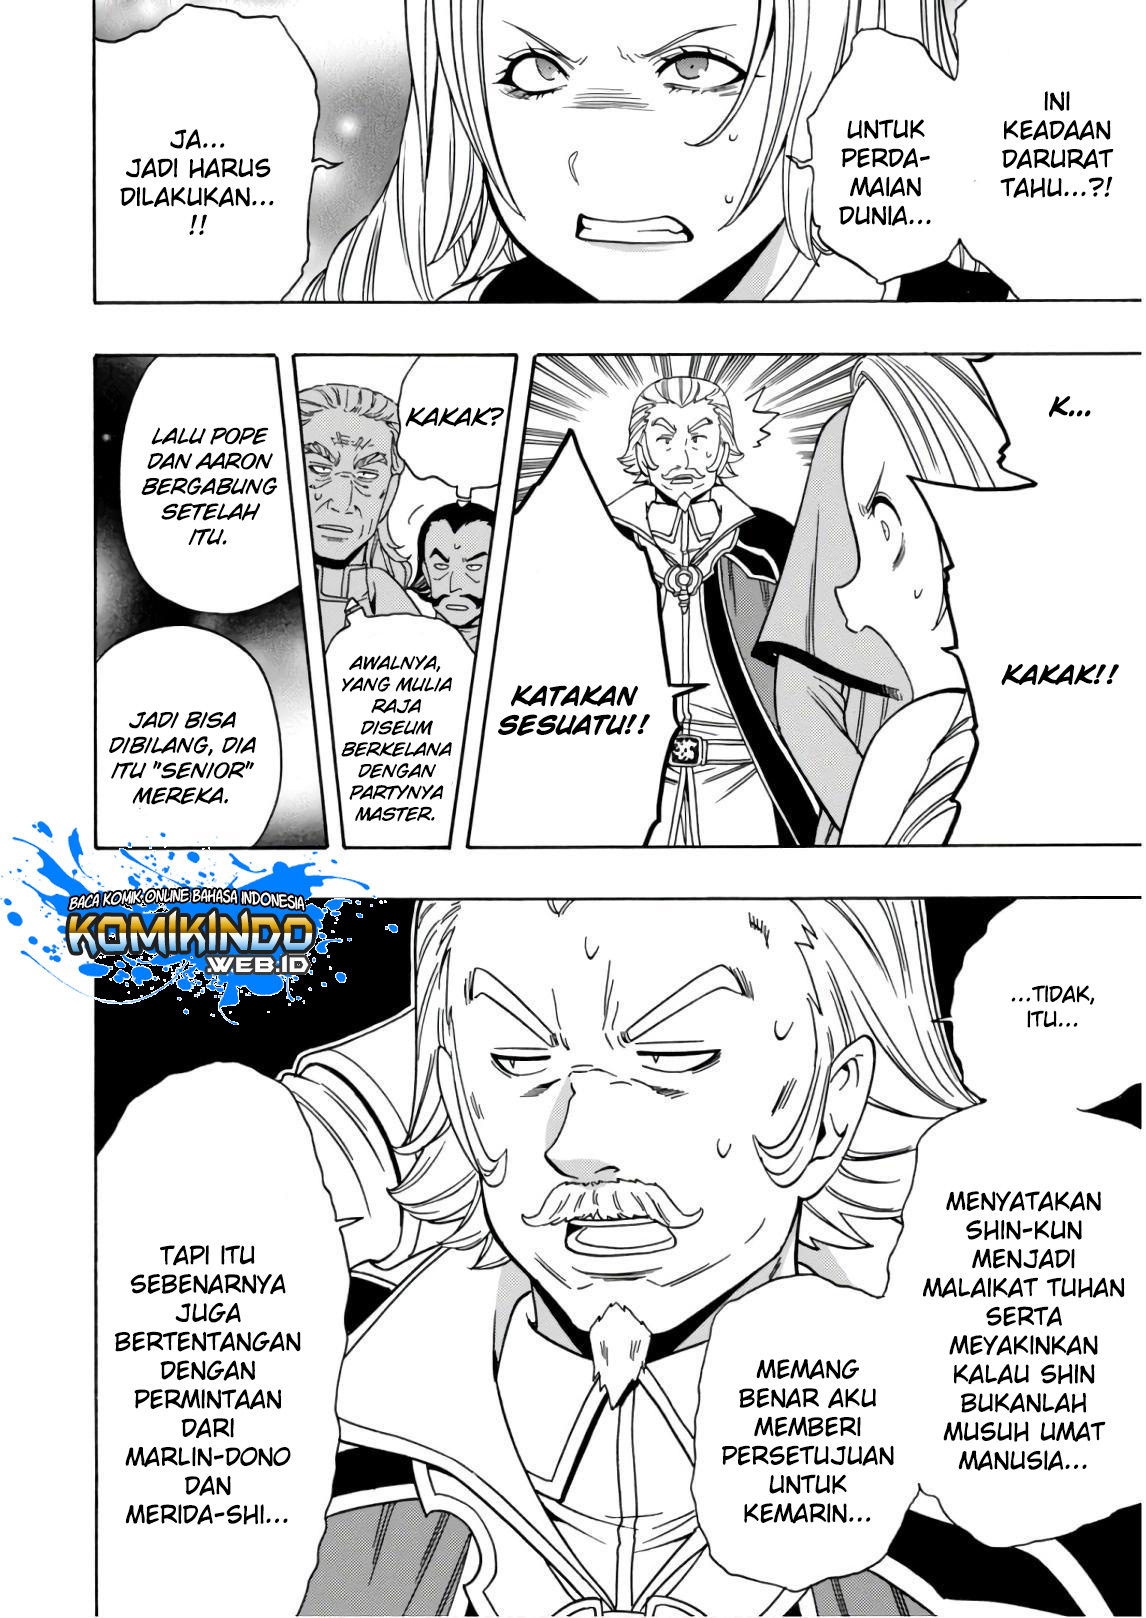 INI
KEADAAN
DARURAT
TAHU...?!
UNTUK
PERDA-
MAIAN
DUNIA...
JA...
JADI HARUS
DILAKUKAN...
!!
K...
KAKAK!!
KATAKAN
SESUATU!!
KAKAK?
AWALNYA,
YANG MULIA
RAJA
DISEUM
BERKELANA
DENGAN
PARTYNYA
MASTER.
LALU POPE
DAN AARON
BERGABUNG
SETELAH
ITU.
JADI BISA
DIBILANG, DIA
ITU "SENIOR"
MEREKA.
BACA KOMIK ONLINE BAHASA INDONESIA
KOMIKINDO
WEB.ID
...TIDAK,
ITU...
MENYATAKAN
SHIN-KUN
MENJADI
MALAIKAT TUHAN
SERTA
MEYAKINKAN
KALAU SHIN
BUKANLAH
MUSUH UMAT
MANUSIA...
MEMANG
BENAR AKU
MEMBERI
PERSETUJUAN
UNTUK
KEMARIN...
TAPI ITU
SEBENARNYA
JUGA
BERTENTANGAN
DENGAN
PERMINTAAN
DARI
MARLIN-DONO
DAN
MERIDA-SHI...